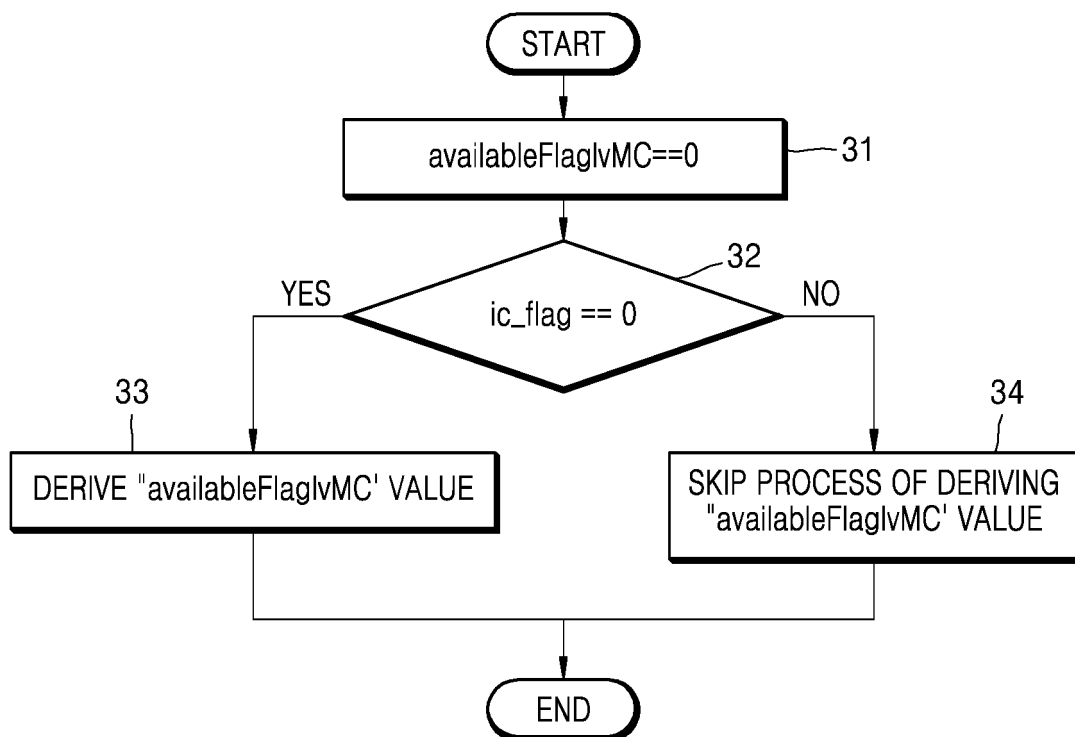 START
availableFlagIvMC==0
31
32
YES
ic_flag == 0
NO
33
34
DERIVE "availableFlagIvMC' VALUE
SKIP PROCESS OF DERIVING
"availableFlagIvMC' VALUE
END